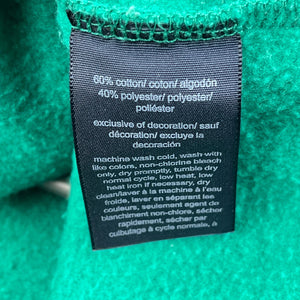 60% cotton/ coton/ algodón
40% polyester/ polyester/
poliéster
exclusive of decoration/ sauf
décoration/ excluye la
decoración
machine wash cold, wash with
like colors, non-chlorine bleach
only, dry promptly, tumble dry
normal cycle, low heat, low
heat iron if necessary, dry
clean/laver à la machine à l'eau
froide, laver en séparant les
couleurs, seulement agent de
blanchiment non-chlore, sécher
rapidement, sécher par
culbutage à cycle normale, à